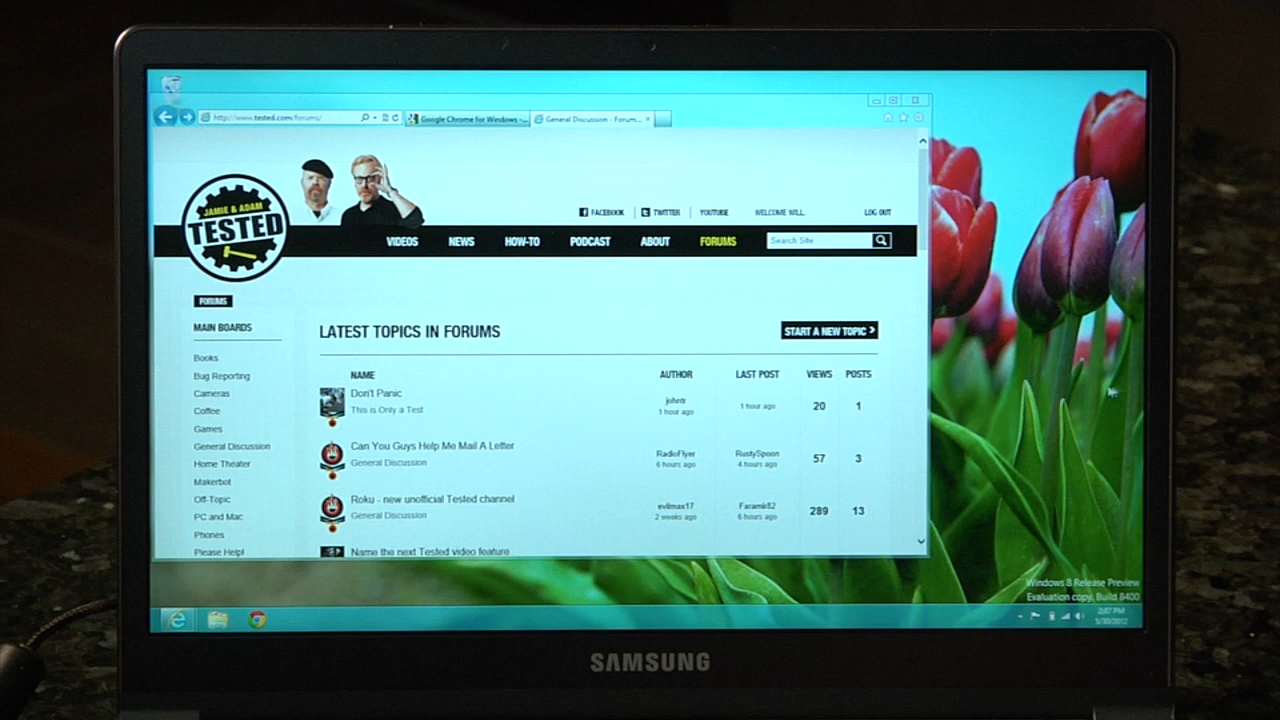 http://www.tested.com/forums/
Google Chrome for Windows -...
General Discussion - Forum...
JAMIE & ADAM
TESTED
FACEBOOK
TWITTER
YOUTUBE
WELCOME WILL.
LOG OUT
VIDEOS
NEWS
HOW-TO
PODCAST
ABOUT
FORUMS
Search Site
FORUMS
MAIN BOARDS
Books
Bug Reporting
Cameras
Coffee
Games
General Discussion
Home Theater
Makerbot
Off-Topic
PC and Mac
Phones
Please Help!
LATEST TOPICS IN FORUMS
START A NEW TOPIC >
NAME AUTHOR LAST POST VIEWS POSTS
Don't Panic
This is Only a Test
1 hour ago
1 hour ago
20
1
Can You Guys Help Me Mail A Letter
General Discussion
RadioFlyer
6 hours ago
RustySpoon
4 hours ago
57
3
Roku - new unofficial Tested channel
General Discussion
evilmax17
2 weeks ago
Faramir82
6 hours ago
289
13
Name the next Tested video feature
Windows 8 Release Preview
Evaluation copy. Build 8400
2:07 PM
5/30/2012
SAMSUNG